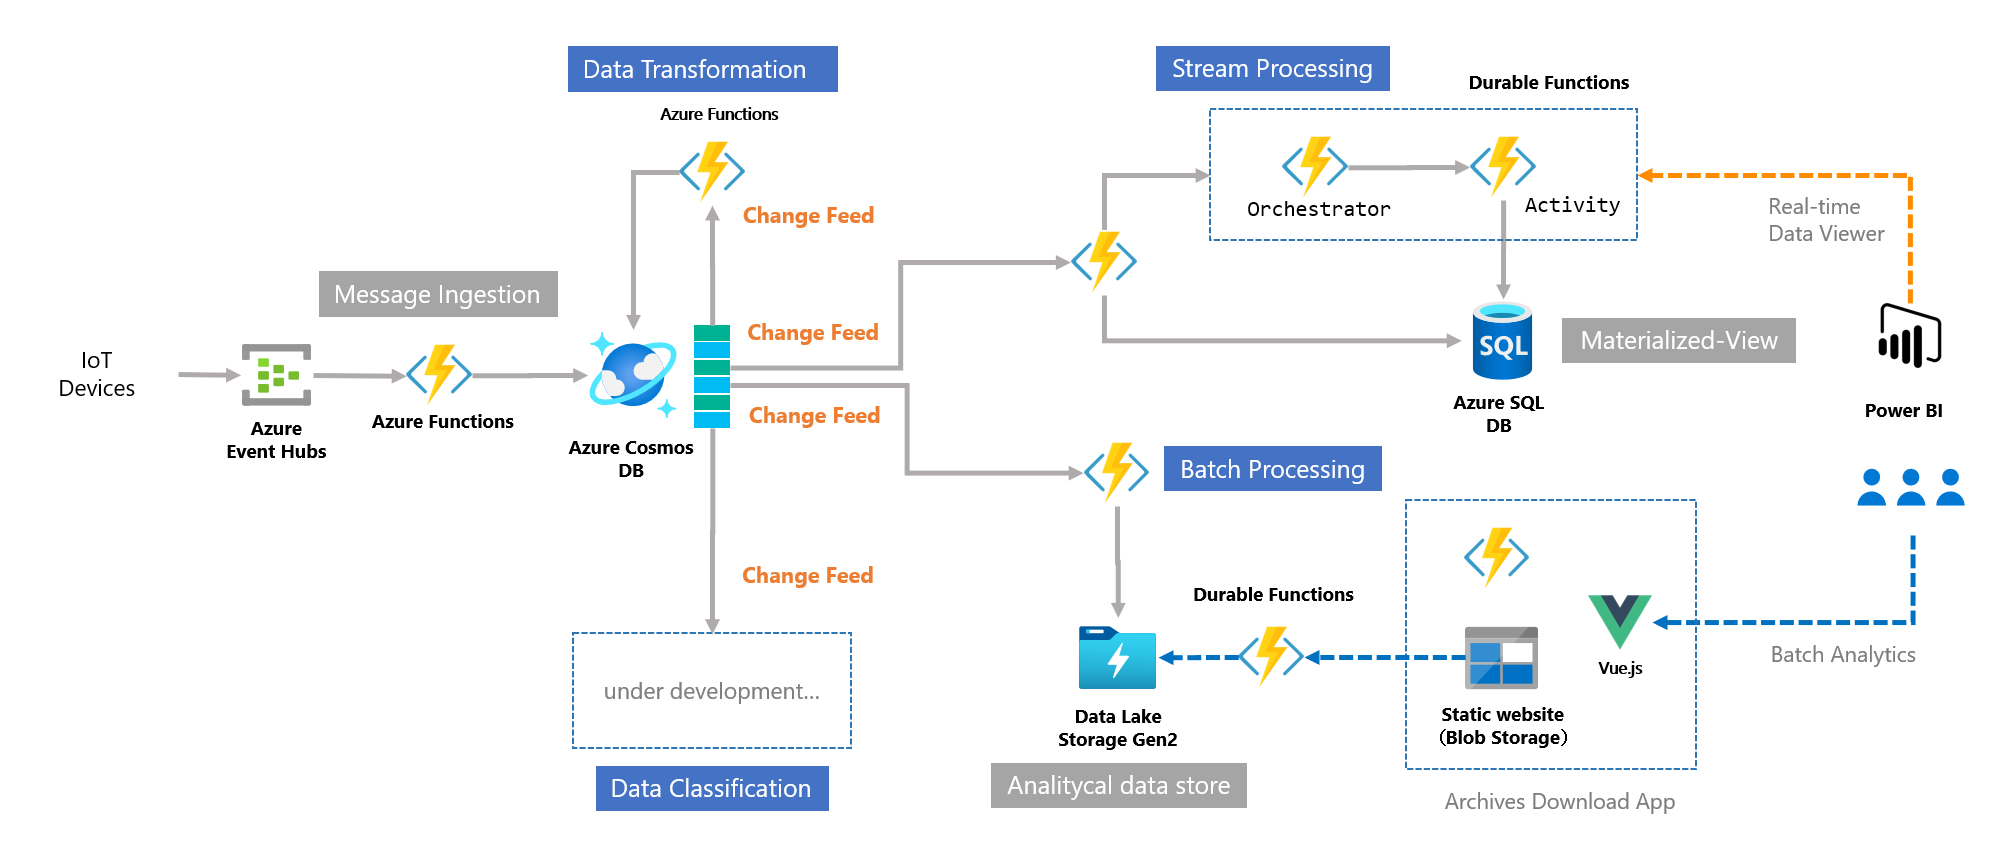 Data Transformation
Azure Functions
Change Feed
Stream Processing
Durable Functions
Orchestrator
Activity
Real-time
Data Viewer
Message Ingestion
IoT
Devices
Azure
Event Hubs
Azure Functions
Azure Cosmos
DB
Change Feed
Change Feed
SQL
Azure SQL
DB
Materialized-View
Power BI
Batch Processing
Change Feed
under development...
Data Classification
Durable Functions
Data Lake
Storage Gen2
Analitycal data store
Vue.js
Static website
(Blob Storage)
Archives Download App
Batch Analytics